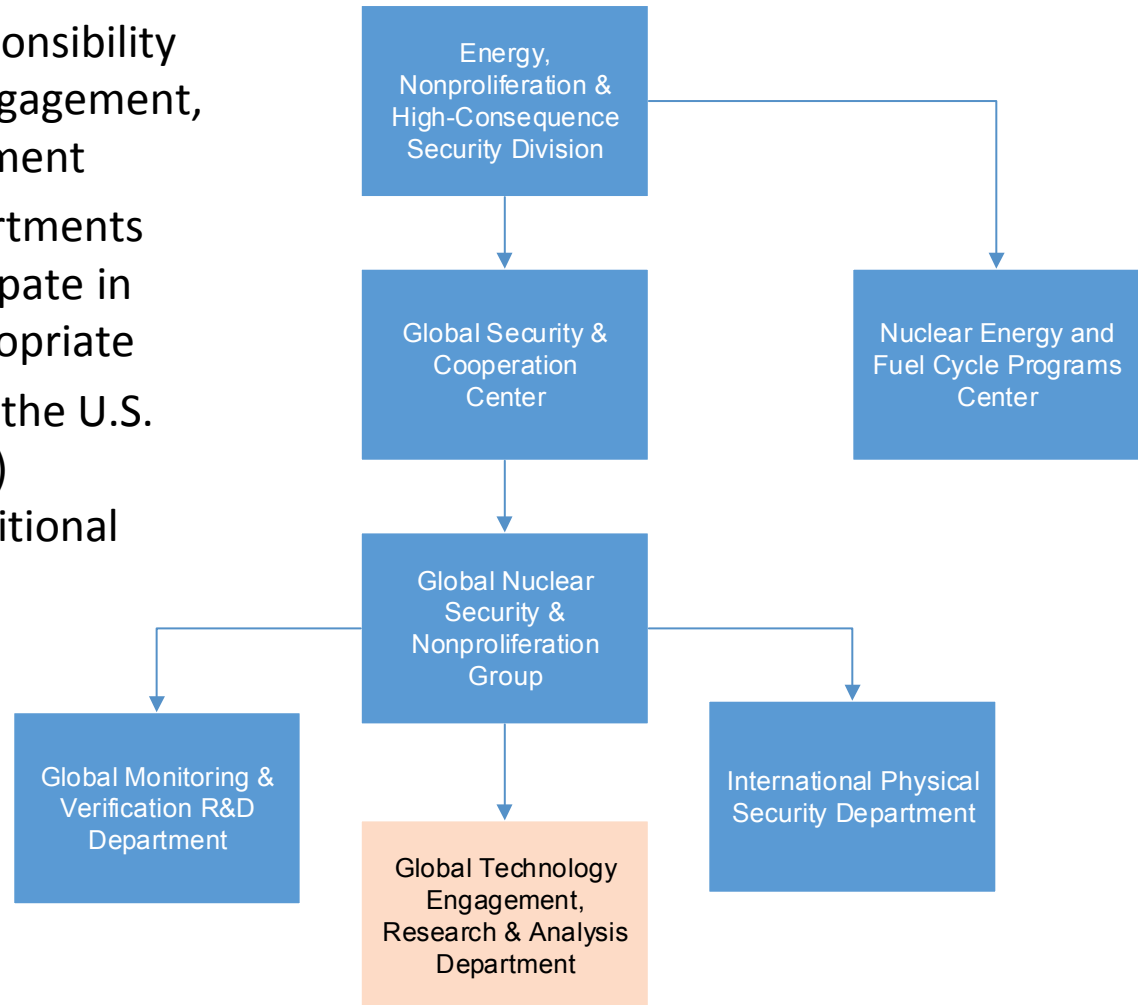 onsibility
gagement,
ment
rtments
pate in
opriate
the U.S.
)
itional
Energy,
Nonproliferation &
High-Consequence
Security Division
Global Security &
Cooperation
Center
Nuclear Energy and
Fuel Cycle Programs
Center
Global Nuclear
Security &
Nonproliferation
Group
Global Monitoring &
Verification R&D
Department
International Physical
Security Department
Global Technology
Engagement,
Research & Analysis
Department